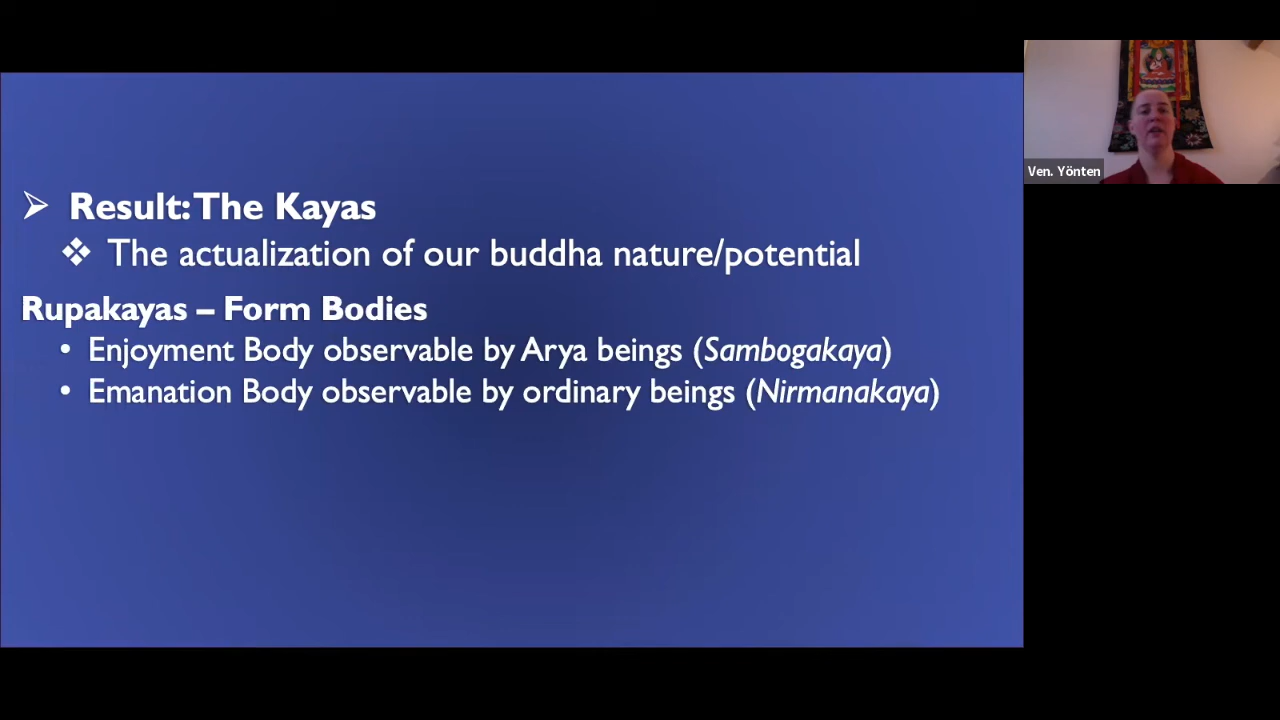 Result: The Kayas
The actualization of our buddha nature/potential
Rupakayas – Form Bodies
Enjoyment Body observable by Arya beings (Sambogakaya)
Emanation Body observable by ordinary beings (Nirmanakaya)
Ven. Yönten